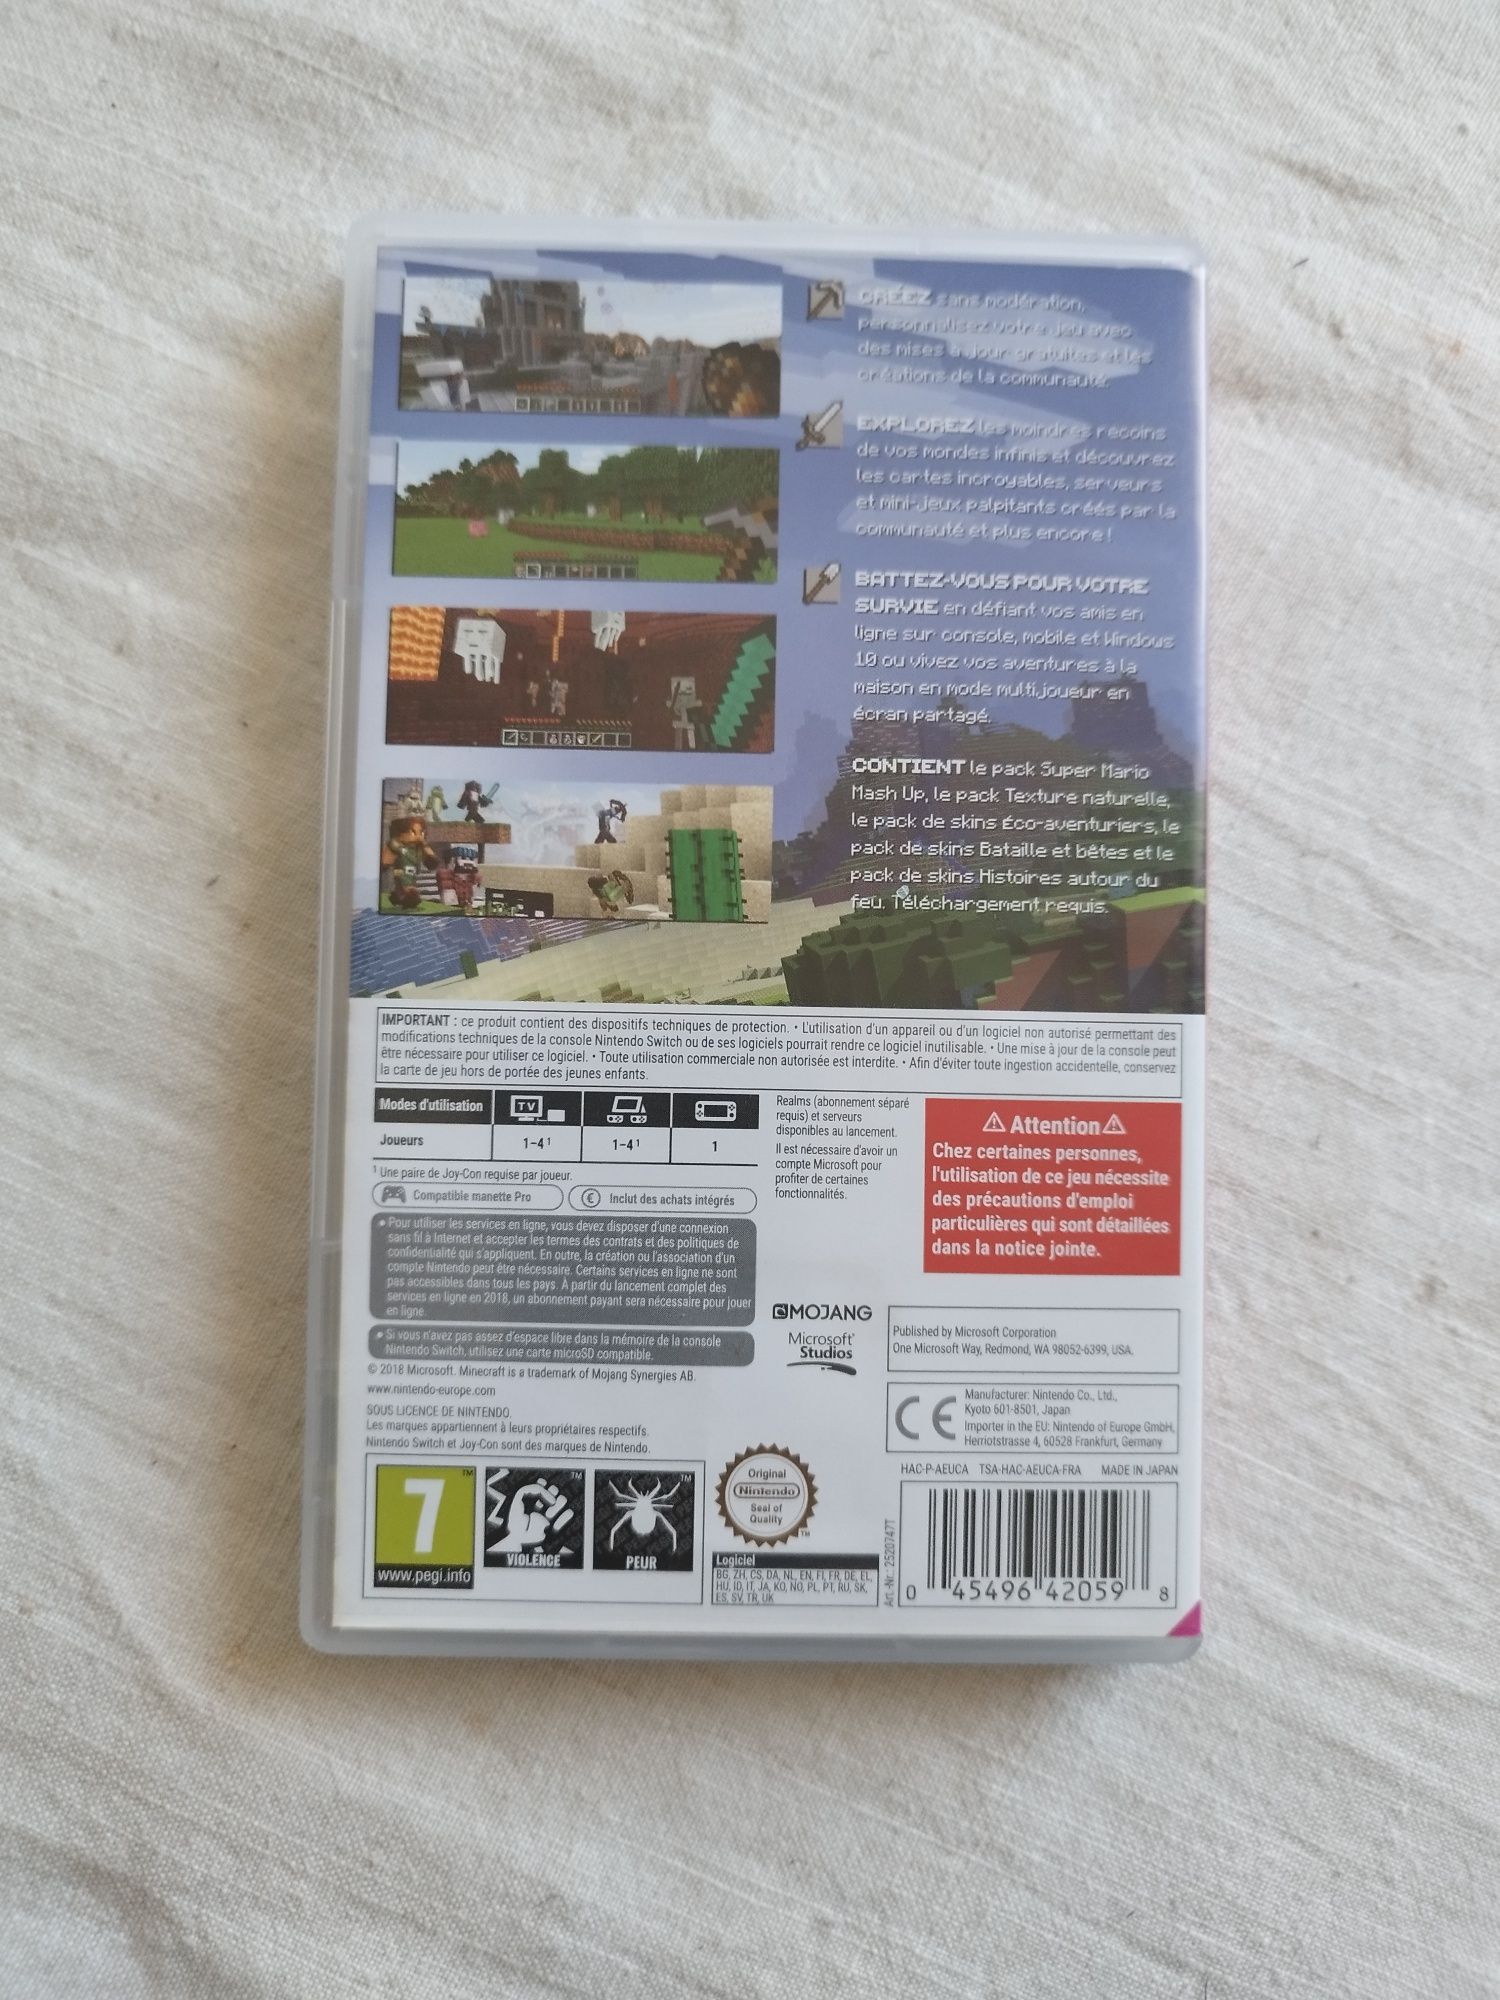 CRÉEZ sans modération,
personnalisez votre jeu avec
des mises à jour gratuites et les
créations de la communauté.
EXPLOREZ les moindres recoins
de vos mondes infinis et découvrez
les cartes incroyables, serveurs
et mini-jeux palpitants créés par la
communauté et plus encore !
BATTEZ-VOUS POUR VOTRE
SURVIE en défiant vos amis en
ligne sur console, mobile et Windows
10 ou vivez vos aventures à la
maison en mode multijoueur en
écran partagé.
CONTIENT le pack Super Mario
Mash Up, le pack Texture naturelle,
le pack de skins Éco-aventuriers, le
pack de skins Bataille et bêtes et le
pack de skins Histoires autour du
feu. Téléchargement requis.
IMPORTANT : ce produit contient des dispositifs techniques de protection. • L'utilisation d'un appareil ou d'un logiciel non autorisé permettant des
modifications techniques de la console Nintendo Switch ou de ses logiciels pourrait rendre ce logiciel inutilisable. • Une mise à jour de la console peut
être nécessaire pour utiliser ce logiciel. • Toute utilisation commerciale non autorisée est interdite. • Afin d'éviter toute ingestion accidentelle, conservez
la carte de jeu hors de portée des jeunes enfants.
Modes d'utilisation TV
Joueurs 1-4¹ 1-4¹ 1
¹ Une paire de Joy-Con requise par joueur.
Compatible manette Pro
Inclut des achats intégrés
• Pour utiliser les services en ligne, vous devez disposer d'une connexion
sans fil à Internet et accepter les termes des contrats et des politiques de
confidentialité qui s'appliquent. En outre, la création ou l'association d'un
compte Nintendo peut être nécessaire. Certains services en ligne ne sont
pas accessibles dans tous les pays. À partir du lancement complet des
services en ligne en 2018, un abonnement payant sera nécessaire pour jouer
en ligne.
• Si vous n'avez pas assez d'espace libre dans la mémoire de la console
Nintendo Switch, utilisez une carte microSD compatible.
© 2018 Microsoft. Minecraft is a trademark of Mojang Synergies AB.
www.nintendo-europe.com
SOUS LICENCE DE NINTENDO.
Les marques appartiennent à leurs propriétaires respectifs.
Nintendo Switch et Joy-Con sont des marques de Nintendo.
Realms (abonnement séparé
requis) et serveurs
disponibles au lancement.
Il est nécessaire d'avoir un
compte Microsoft pour
profiter de certaines
fonctionnalités.
Attention
Chez certaines personnes,
l'utilisation de ce jeu nécessite
des précautions d'emploi
particulières qui sont détaillées
dans la notice jointe.
MOJANG
Microsoft
Studios
Published by Microsoft Corporation
One Microsoft Way, Redmond, WA 98052-6399, USA.
CE
Manufacturer: Nintendo Co., Ltd.,
Kyoto 601-8501, Japan
Importer in the EU: Nintendo of Europe GmbH,
Herriotstrasse 4, 60528 Frankfurt, Germany
7 ™
www.pegi.info
VIOLENCE ™
PEUR ™
Original
Nintendo
Seal of
Quality
™
Logiciel
BG, ZH, CS, DA, NL, EN, FI, FR, DE, EL,
HU, ID, IT, JA, KO, NO, PL, PT, RU, SK,
ES, SV, TR, UK
Art.-Nr.: 2520747T
HAC-P-AEUCA TSA-HAC-AEUCA-FRA MADE IN JAPAN
0 45496 42059 8